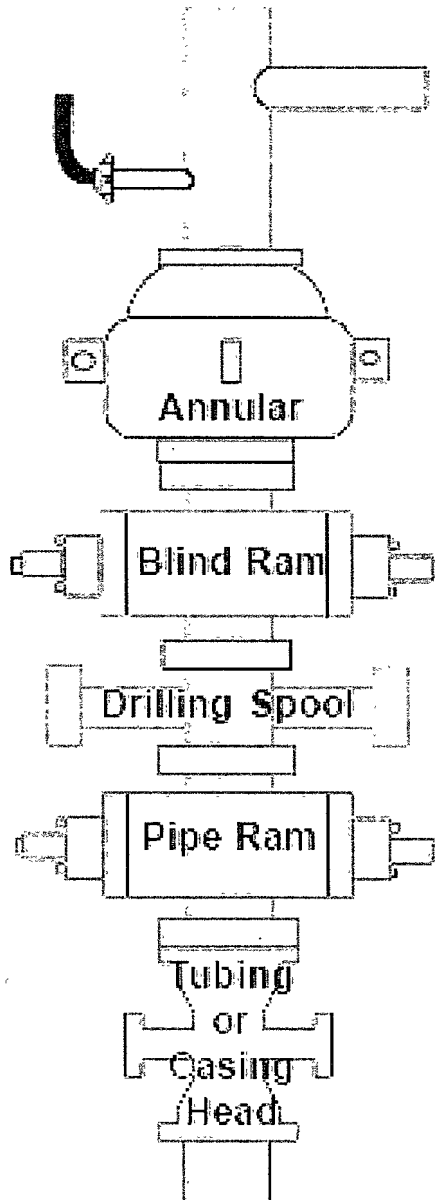 Annular
Blind Ram
Drilling Spool
Pipe Ram
Tubing
or
Casing
Head